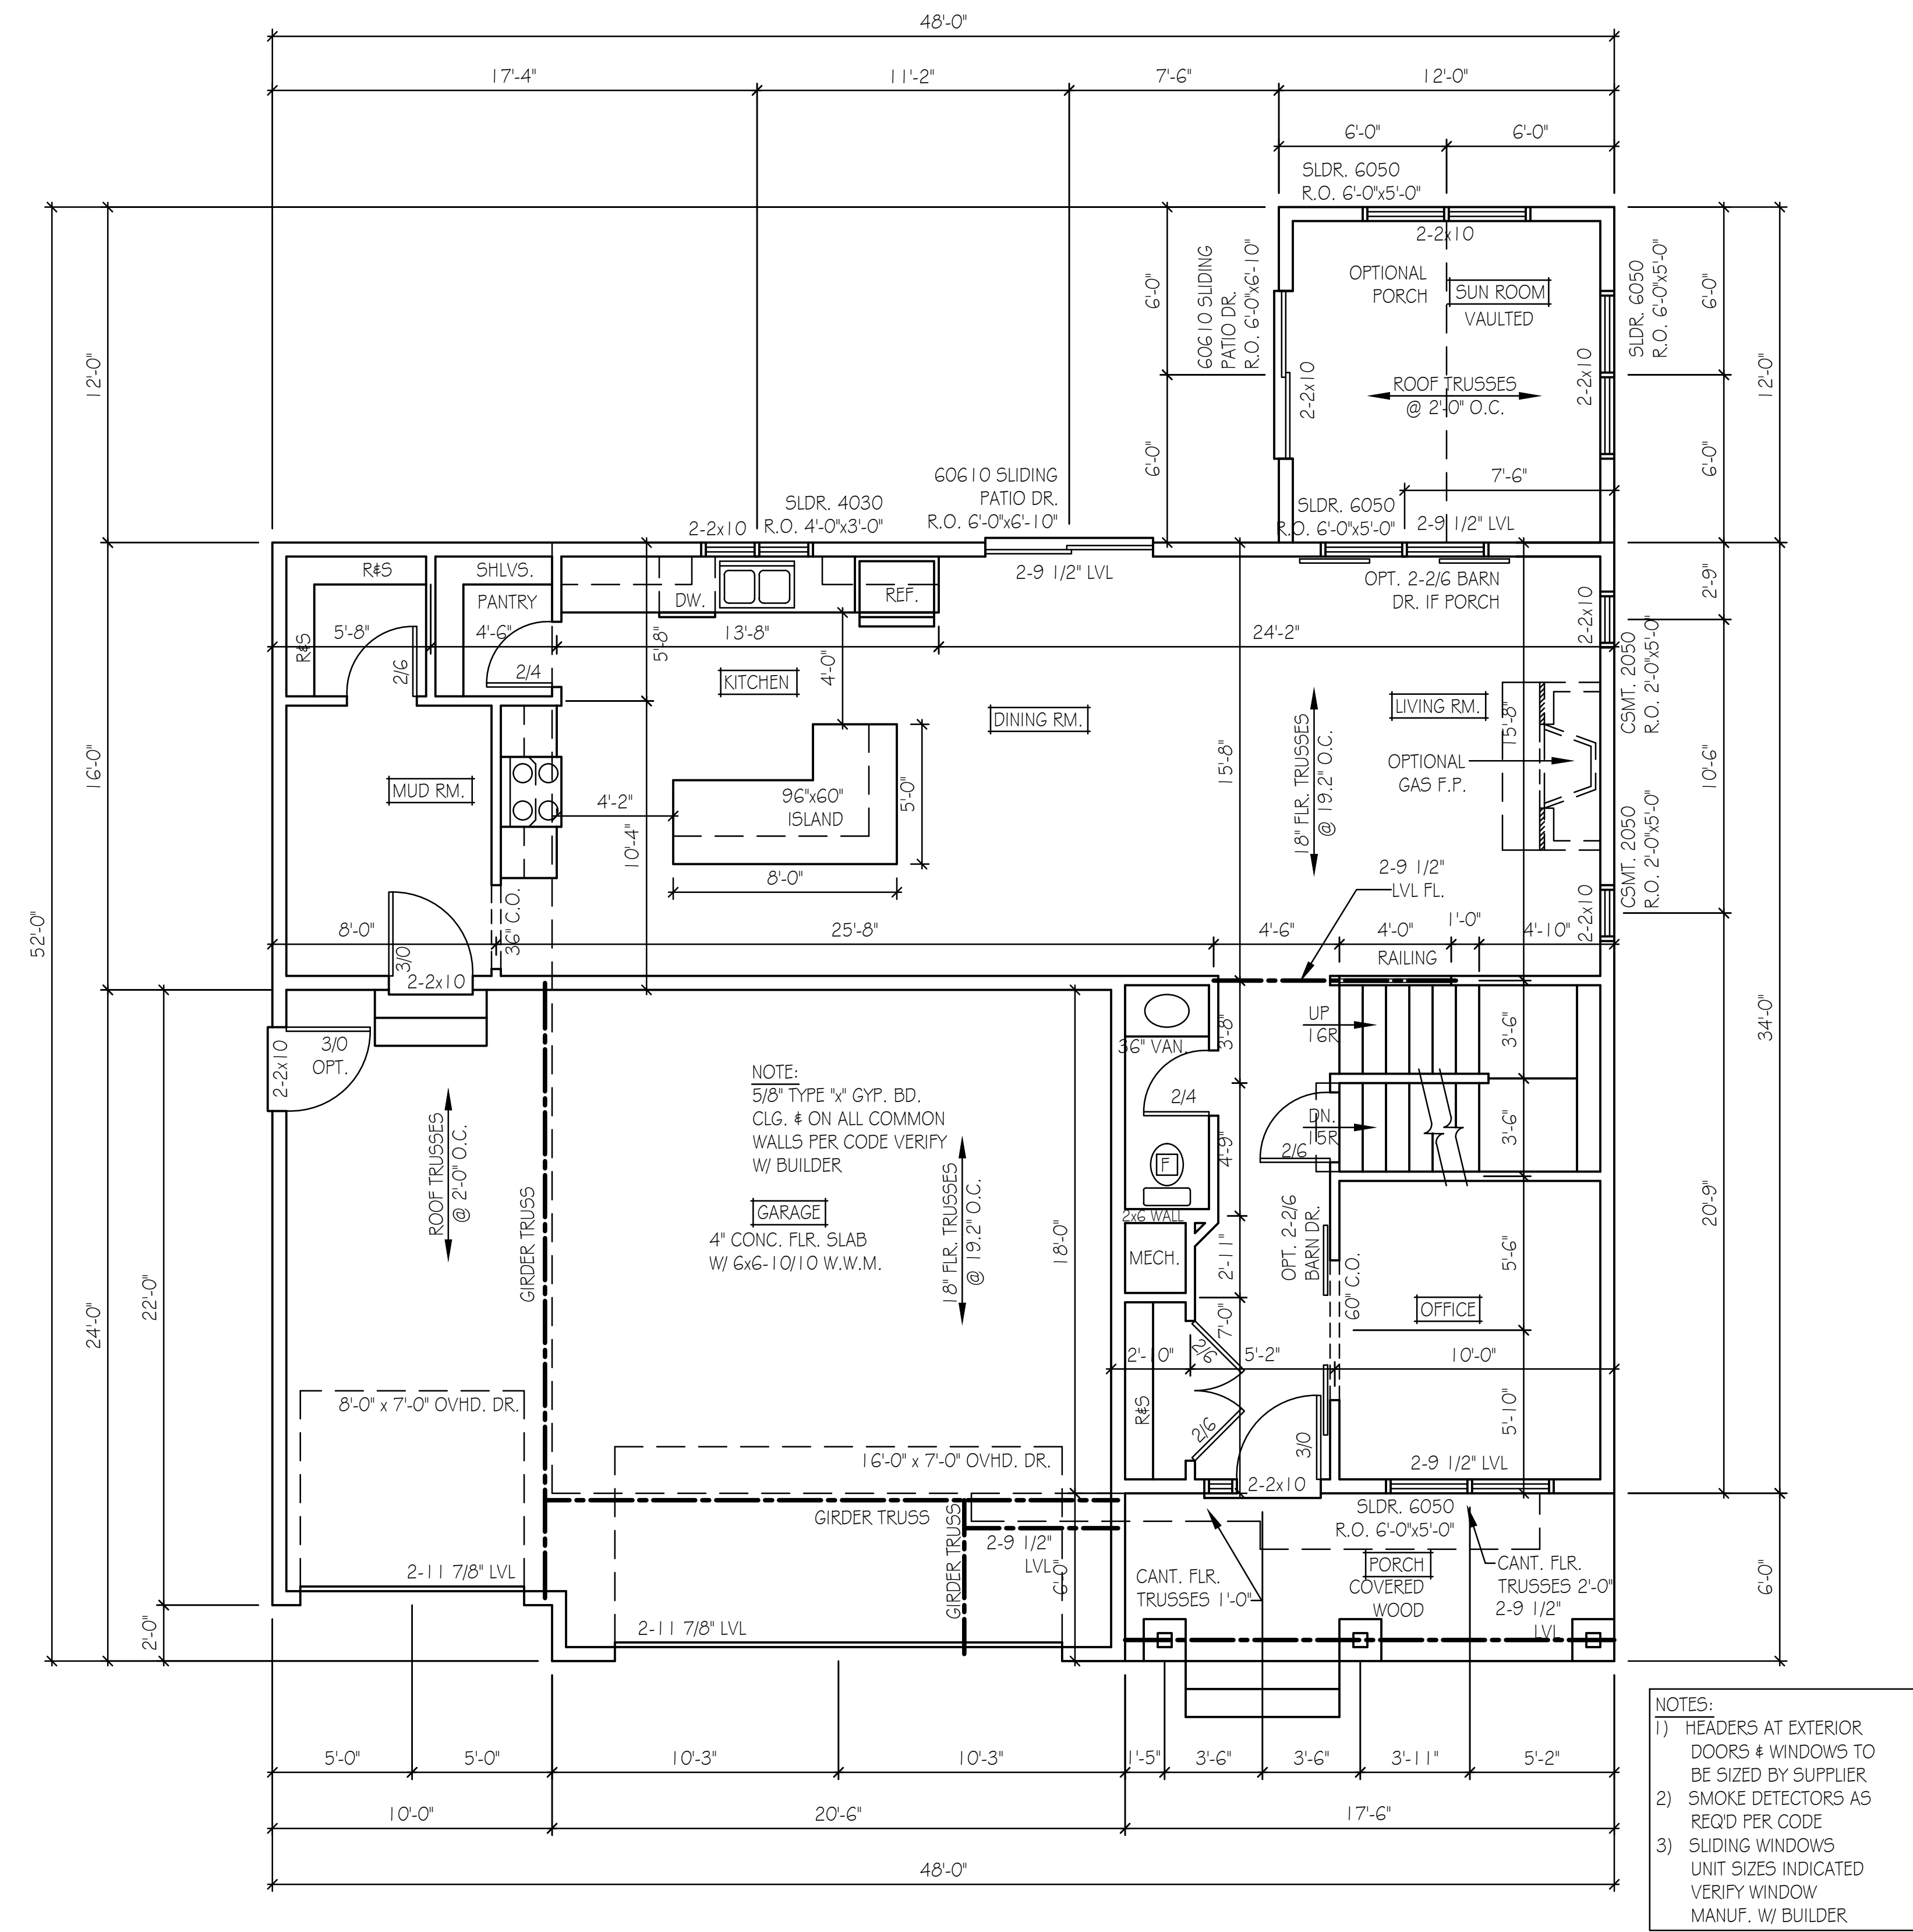 48'-0"
17'-4"
11'-2"
7'-6"
12'-0"
6'-0"
6'-0"
SLDR. 6050
R.O. 6'-0"x5'-0"
2-2x10
OPTIONAL
PORCH
SUN ROOM
VAULTED
60610 SLIDING
PATIO DR.
R.O. 6'-0"x6'-10"
2-2x10
ROOF TRUSSES
@ 2'-0" O.C.
2-2x10
SLDR. 6050
R.O. 6'-0"x5'-0"
6'-0"
6'-0"
6'-0"
6'-0"
12'-0"
12'-0"
7'-6"
60610 SLIDING
PATIO DR.
R.O. 6'-0"x6'-10"
SLDR. 4030
R.O. 4'-0"x3'-0"
2-2x10
SLDR. 6050
R.O. 6'-0"x5'-0"
2-9 1/2" LVL
2-9 1/2" LVL
OPT. 2-2/6 BARN
DR. IF PORCH
R&S
SHLVS.
PANTRY
DW.
REF.
R&S
5'-8"
4'-6"
5'-8"
13'-8"
24'-2"
2/6
2/4
4'-0"
KITCHEN
DINING RM.
LIVING RM.
2-2x10
2'-9"
CSMT. 2050
R.O. 2'-0"x5'-0"
15'-8"
15'-8"
18" FLR. TRUSSES
@ 19.2" O.C.
OPTIONAL
GAS F.P.
10'-6"
16'-0"
MUD RM.
4'-2"
96"x60"
ISLAND
5'-0"
10'-4"
8'-0"
2-9 1/2"
LVL FL.
CSMT. 2050
R.O. 2'-0"x5'-0"
2-2x10
52'-0"
8'-0"
36" C.O.
25'-8"
4'-6"
4'-0"
1'-0"
4'-10"
RAILING
3/0
2-2x10
34'-0"
2-2x10
3/0
OPT.
36" VAN.
3'-8"
UP
16R
3'-6"
NOTE:
5/8" TYPE "x" GYP. BD.
CLG. & ON ALL COMMON
WALLS PER CODE VERIFY
W/ BUILDER
2/4
DN.
15R
3'-6"
2/6
4'-9"
F
ROOF TRUSSES
@ 2'-0" O.C.
GIRDER TRUSS
GARAGE
4" CONC. FLR. SLAB
W/ 6x6-10/10 W.W.M.
18" FLR. TRUSSES
@ 19.2" O.C.
18'-0"
2x6 WALL
MECH.
2'-11"
OPT. 2-2/6
BARN DR.
60" C.O.
5'-6"
20'-9"
OFFICE
22'-0"
24'-0"
7'-0"
2'-10"
2/6
5'-2"
10'-0"
R&S
2/6
3/0
5'-10"
8'-0" x 7'-0" OVHD. DR.
16'-0" x 7'-0" OVHD. DR.
2-9 1/2" LVL
2-2x10
GIRDER TRUSS
GIRDER TRUSS
2-9 1/2"
LVL
6'-0"
SLDR. 6050
R.O. 6'-0"x5'-0"
PORCH
COVERED
WOOD
CANT. FLR.
TRUSSES 1'-0"
CANT. FLR.
TRUSSES 2'-0"
2-9 1/2"
LVL
6'-0"
2-11 7/8" LVL
2-11 7/8" LVL
2'-0"
5'-0"
5'-0"
10'-3"
10'-3"
1'-5"
3'-6"
3'-6"
3'-11"
5'-2"
10'-0"
20'-6"
17'-6"
48'-0"
NOTES:
1) HEADERS AT EXTERIOR
DOORS & WINDOWS TO
BE SIZED BY SUPPLIER
2) SMOKE DETECTORS AS
REQ'D PER CODE
3) SLIDING WINDOWS
UNIT SIZES INDICATED
VERIFY WINDOW
MANUF. W/ BUILDER